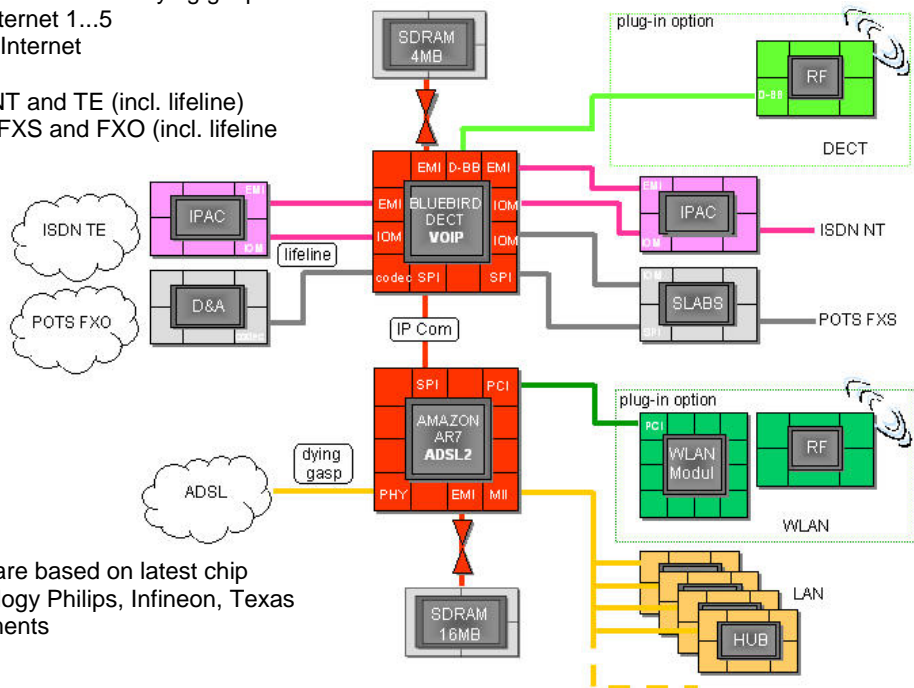 ternet 1...5
Internet
NT and TE (incl. lifeline)
FXS and FXO (incl. lifeline
SDRAM
4MB
plug-in option
RF
D-BB
DECT
EMI D-BB EMI
EMI
BLUEBIRD
DECT
VOIP
IOM
IOM
IOM
codec SPI
SPI
ISDN TE
EMI
IPAC
IOM
lifeline
EMI
IPAC
IOM
ISDN NT
POTS FXO
D&A
IOM
SLABS
SPI
POTS FXS
IP Com
SPI
PCI
AMAZON
AR7
ADSL2
PHY
EMI
MII
dying
gasp
ADSL
plug-in option
PCI
WLAN
Modul
RF
WLAN
are based on latest chip
ogy Philips, Infineon, Texas
nents
SDRAM
16MB
LAN
HUB